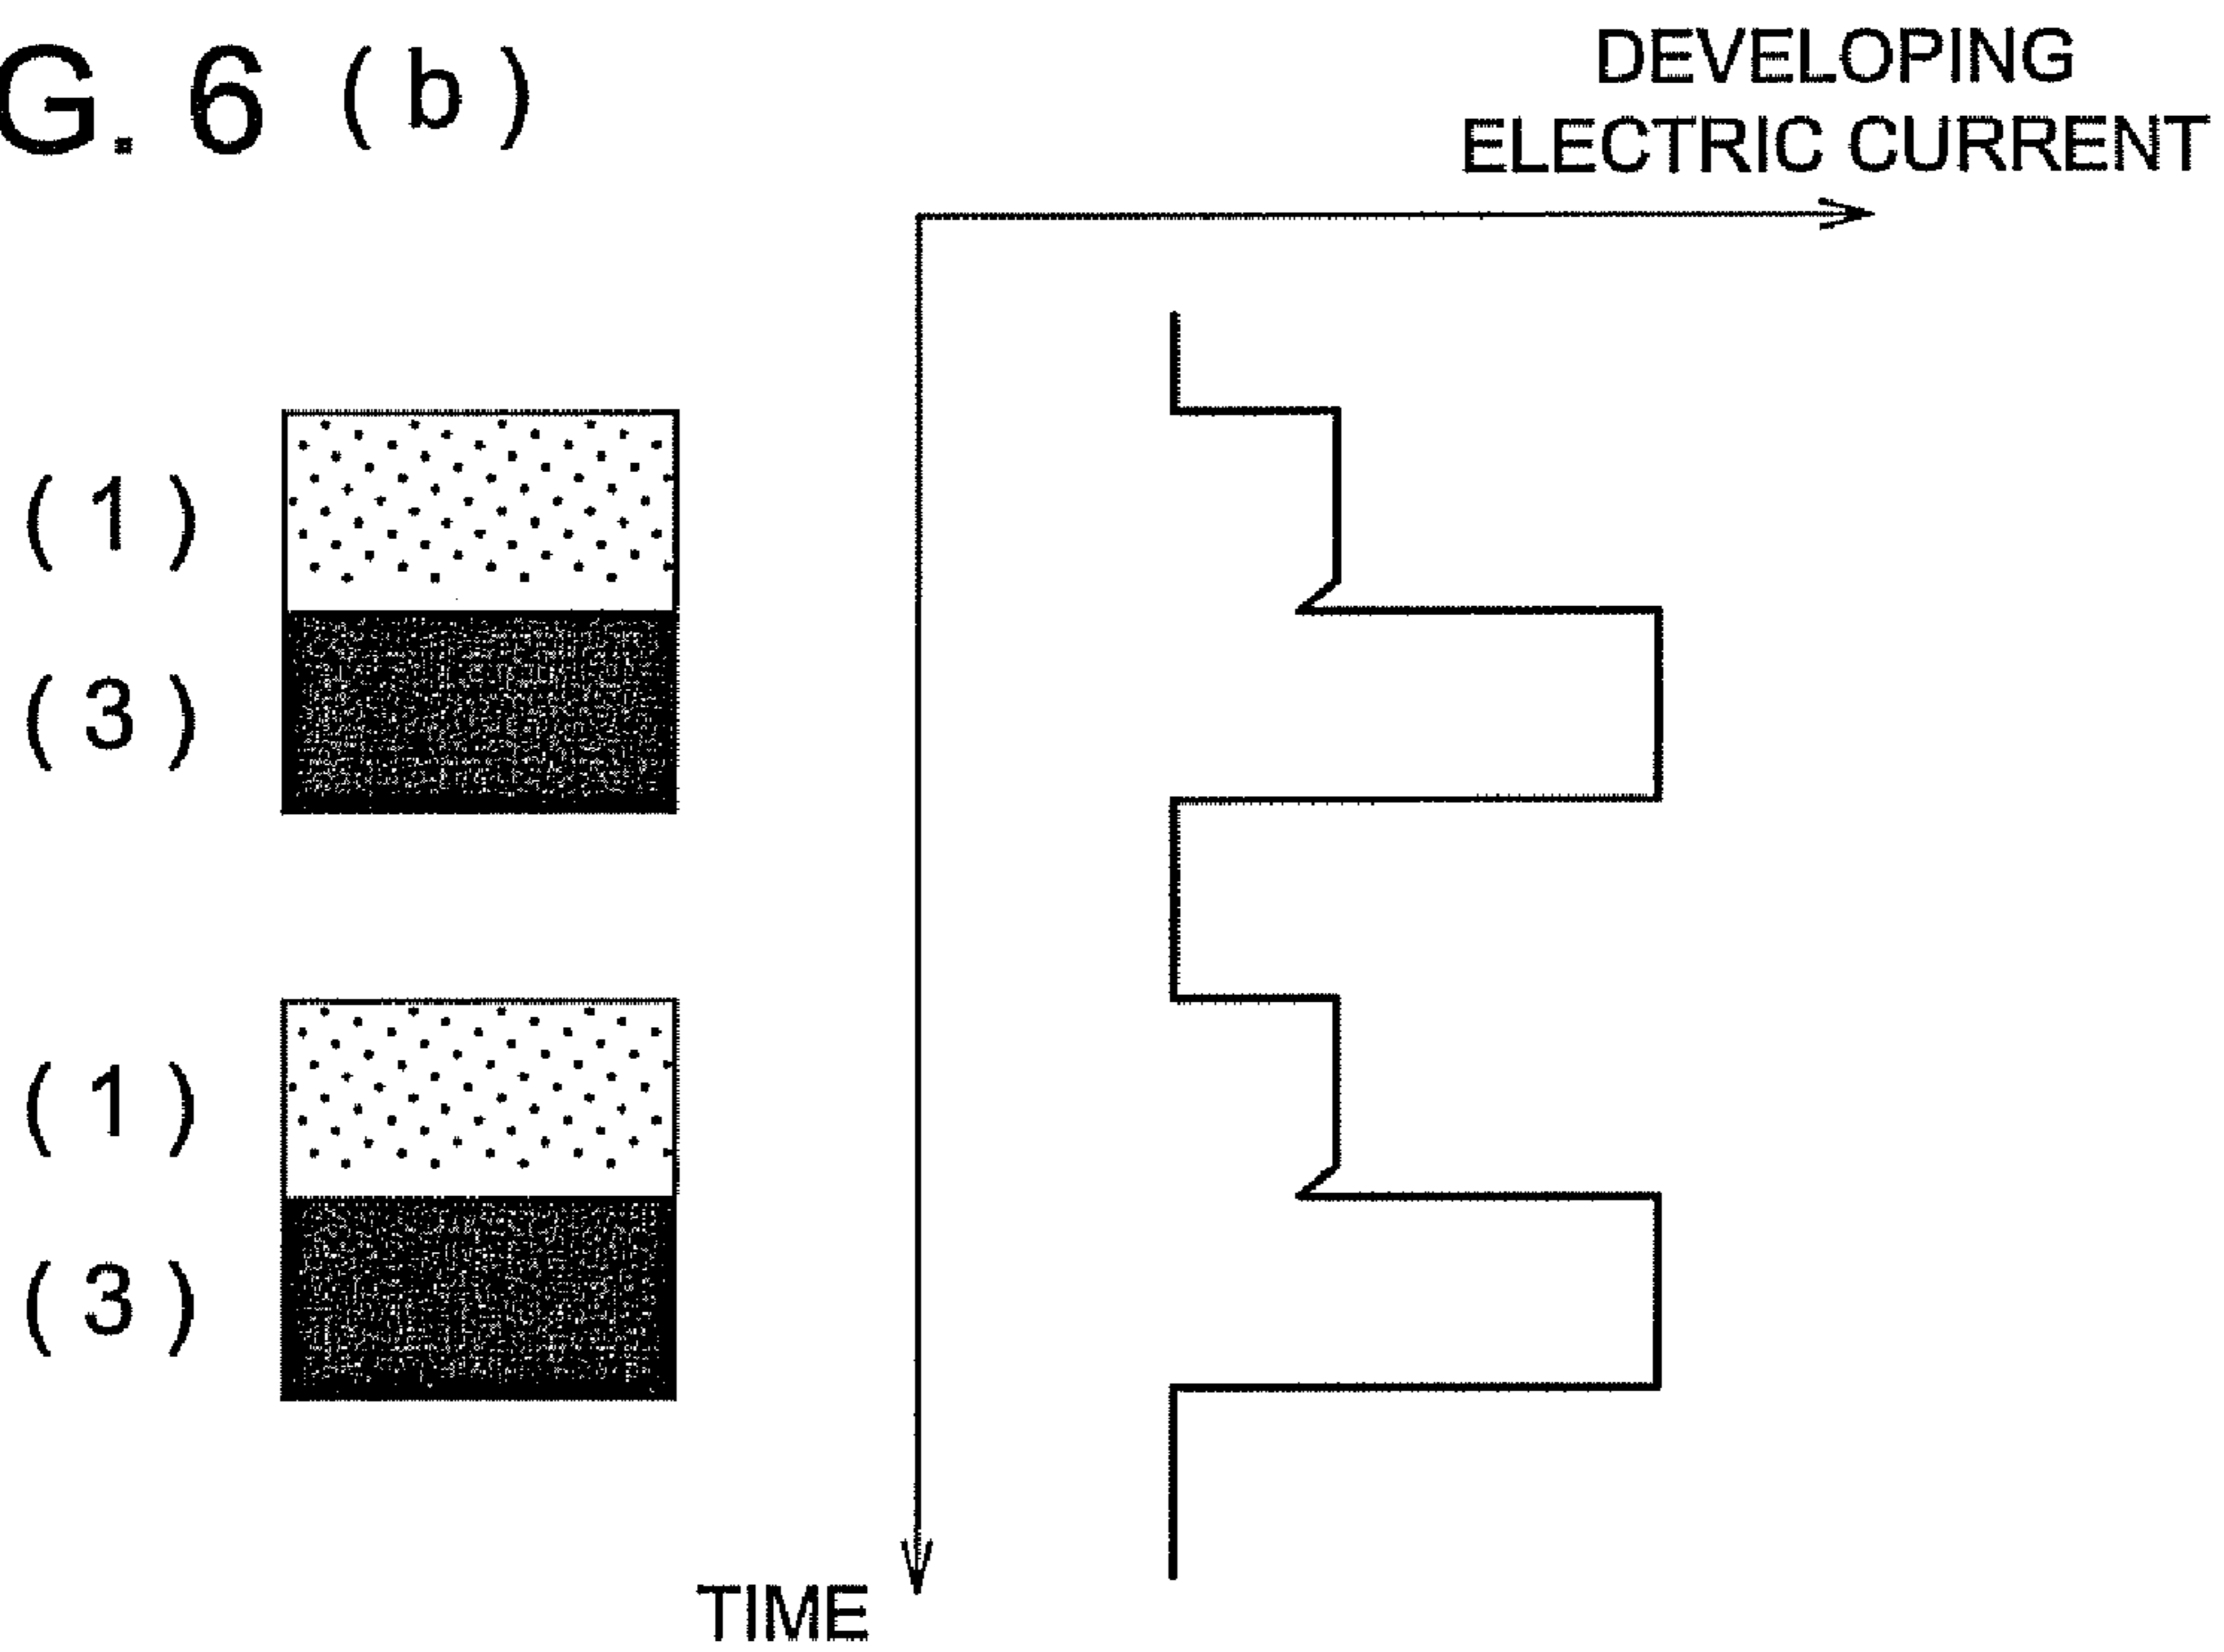 G. 6 ( b )
DEVELOPING
ELECTRIC CURRENT
( 1 )
( 3 )
( 1 )
( 3 )
TIME